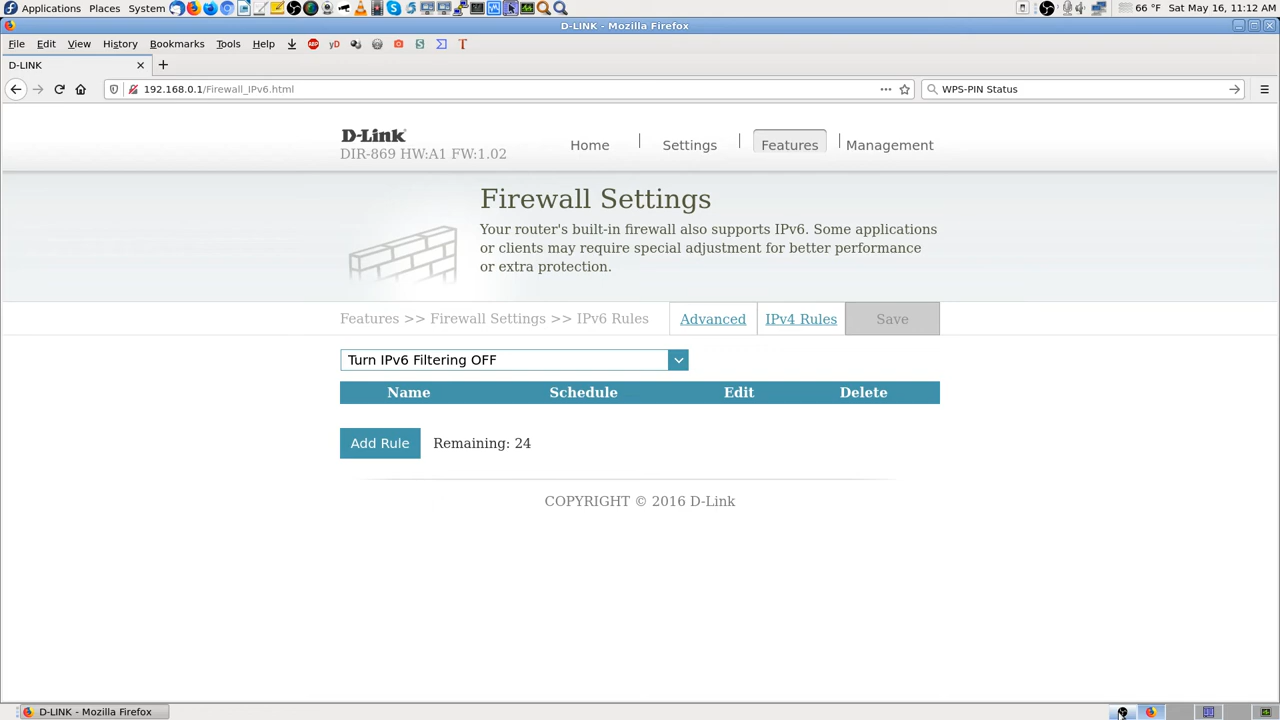 Applications Places System 66 °F Sat May 16, 11:12 AM
D-LINK - Mozilla Firefox
File Edit View History Bookmarks Tools Help
D-LINK
192.168.0.1/Firewall_IPv6.html WPS-PIN Status
D-Link
DIR-869 HW:A1 FW:1.02
Home Settings Features Management
Firewall Settings
Your router's built-in firewall also supports IPv6. Some applications
or clients may require special adjustment for better performance
or extra protection.
Features >> Firewall Settings >> IPv6 Rules Advanced IPv4 Rules Save
Turn IPv6 Filtering OFF
Name Schedule Edit Delete
Add Rule Remaining: 24
COPYRIGHT © 2016 D-Link
D-LINK - Mozilla Firefox